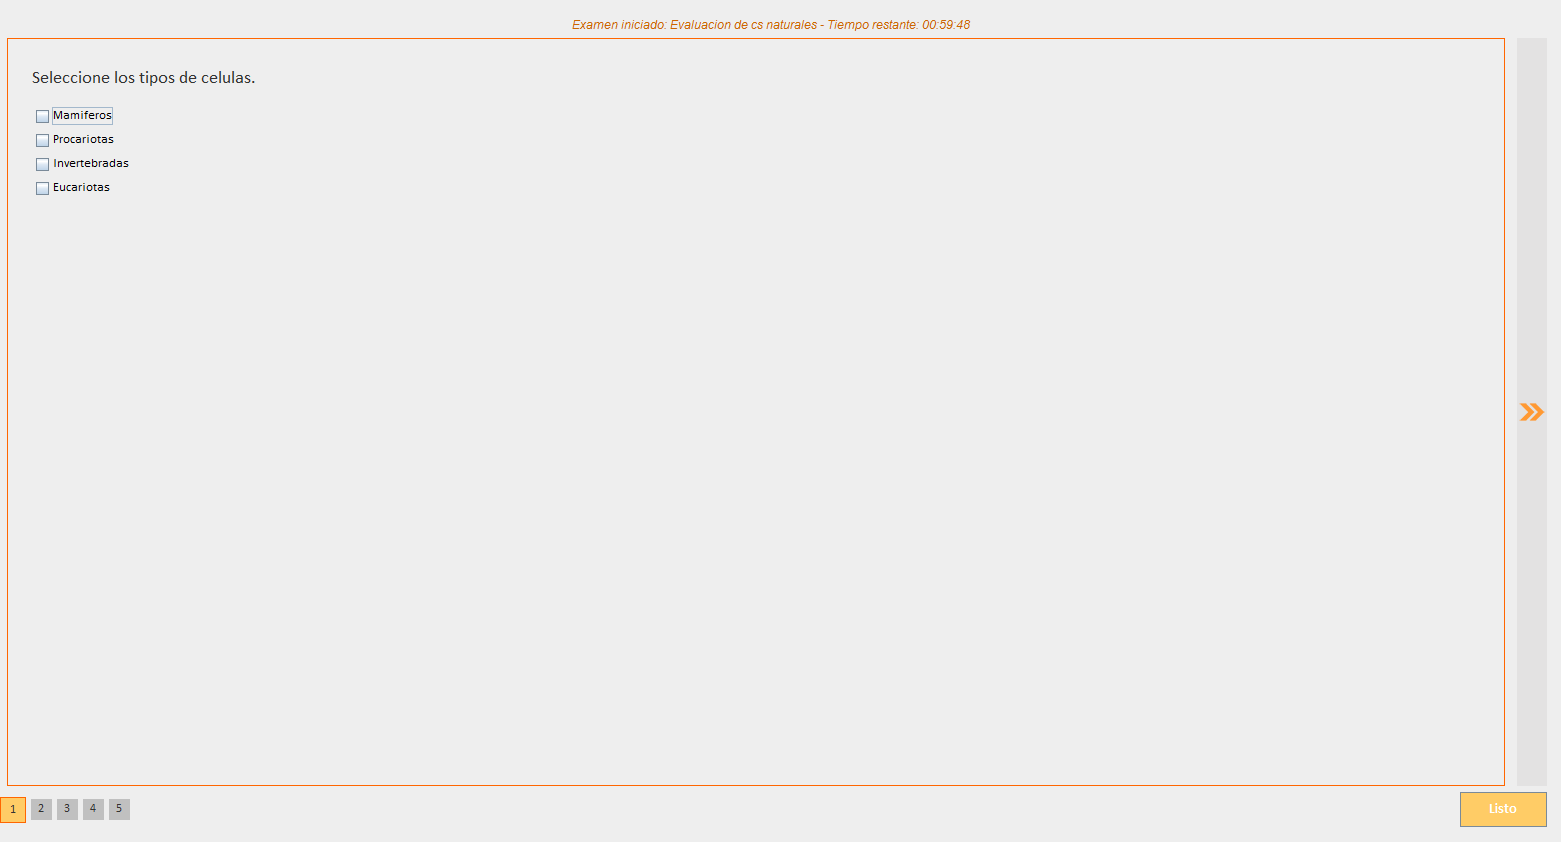 Examen iniciado: Evaluacion de cs naturales - Tiempo restante: 00:59:48
Seleccione los tipos de celulas.
Mamiferos
Procariotas
Invertebradas
Eucariotas
1 2 3 4 5
Listo